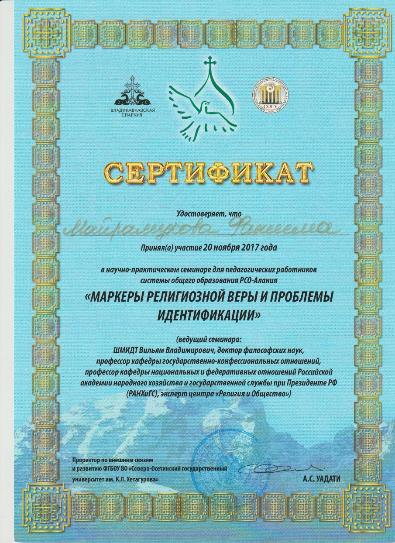 ВЛАДИКАВКАЗСКАЯ
ЕПАРХИЯ
СЕРТИФИКАТ
Удостоверяет, что
Принял(а) участие 20 ноября 2017 года
в научно-практическом семинаре для педагогических работников
системы общего образования РСО-Алания
«МАРКЕРЫ РЕЛИГИОЗНОЙ ВЕРЫ И ПРОБЛЕМЫ
ИДЕНТИФИКАЦИИ»
(ведущий семинара:
ШМИДТ Вильям Владимирович, доктор философских наук,
профессор кафедры государственно-конфессиональных отношений,
профессор кафедры национальных и федеративных отношений Российской
академии народного хозяйства и государственной службы при Президенте РФ
(РАНХиГС), эксперт центра «Религия и Общество»)
Проректор по внешним связям
и развитию ФГБОУ ВО «Северо-Осетинский государственный
университет им. К.Л. Хетагурова»
А.С. УАДАТИ